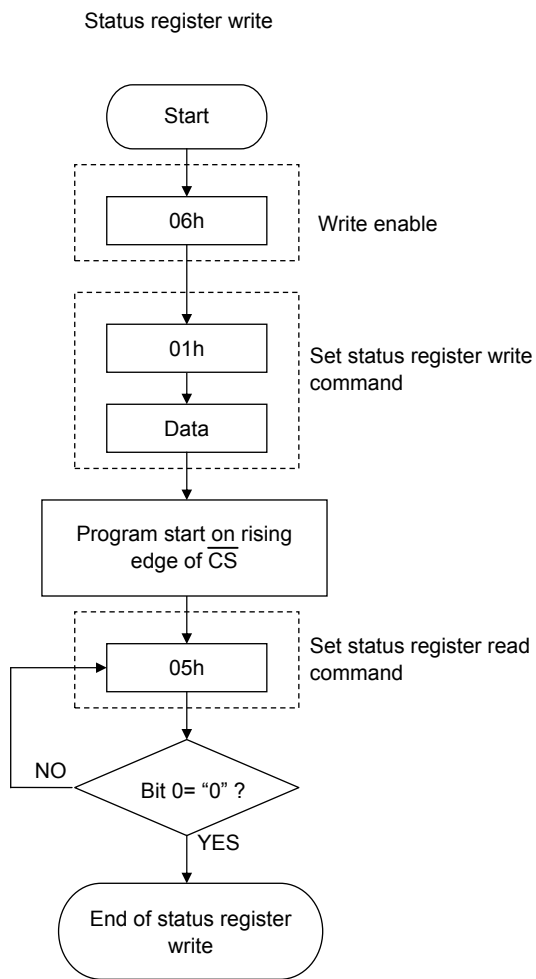 Status register write
Start
06h
Write enable
01h
Set status register write
command
Data
Program start on rising
edge of C̅S̅
05h
Set status register read
command
NO
Bit 0= “0” ?
YES
End of status register
write